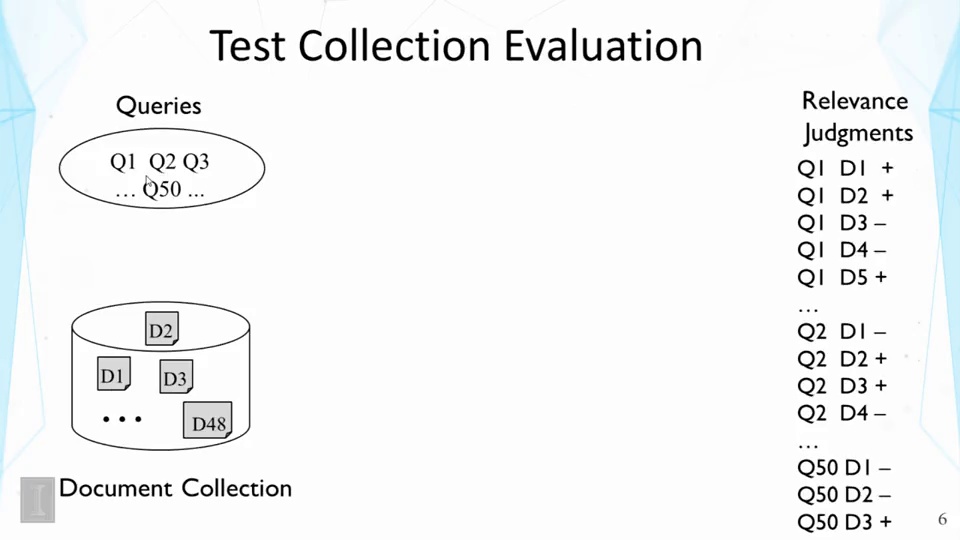 Test Collection Evaluation
Queries
Q1 Q2 Q3
... Q50 ...
D2
D1 D3
• • •
D48
Document Collection
Relevance
Judgments
Q1 D1 +
Q1 D2 +
Q1 D3 –
Q1 D4 –
Q1 D5 +
...
Q2 D1 –
Q2 D2 +
Q2 D3 +
Q2 D4 –
...
Q50 D1 –
Q50 D2 –
Q50 D3 +
6
I